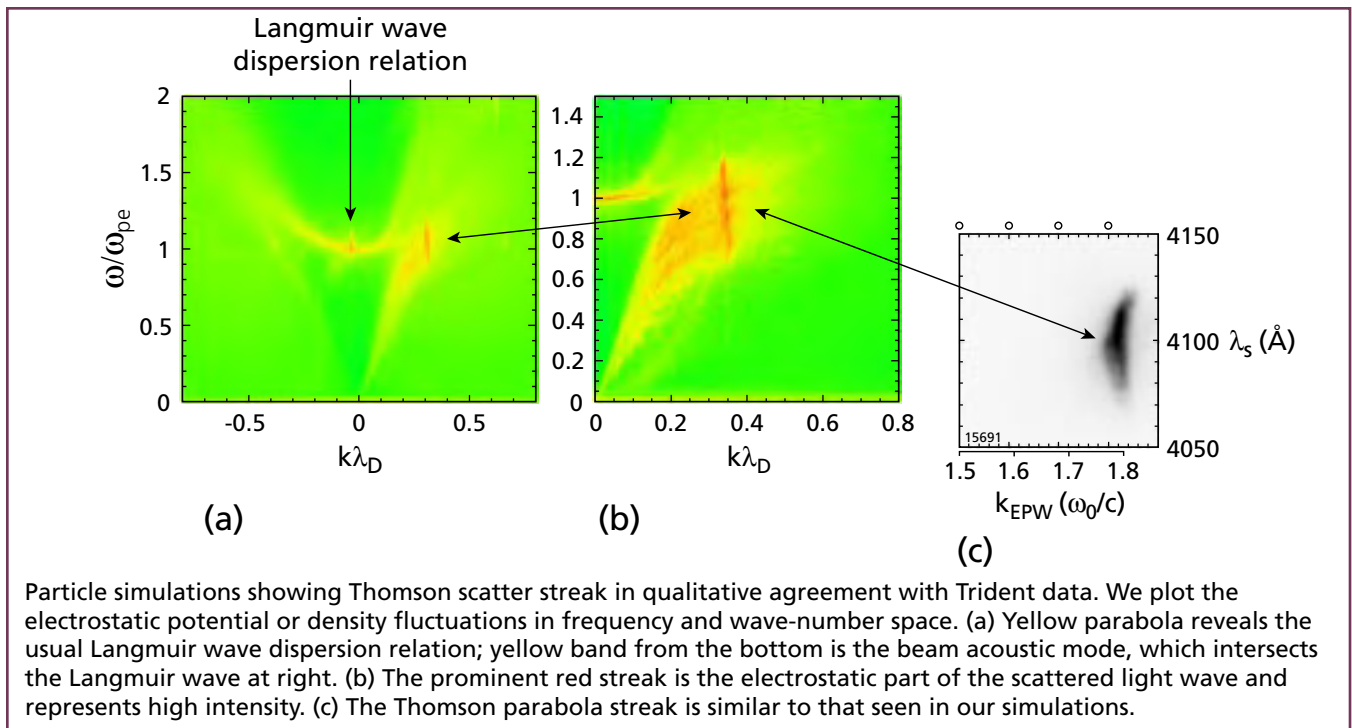 Langmuir wave
dispersion relation
2
1.5
1
0.5
0
ω/ωpe
-0.5
0
0.5
kλD
(a)
1.4
1.2
1
0.8
0.6
0.4
0.2
0
0
0.2
0.4
0.6
0.8
kλD
(b)
4150
4100 λs (Å)
4050
15691
1.5
1.6
1.7
1.8
kEPW (ω0/c)
(c)
Particle simulations showing Thomson scatter streak in qualitative agreement with Trident data. We plot the
electrostatic potential or density fluctuations in frequency and wave-number space. (a) Yellow parabola reveals the
usual Langmuir wave dispersion relation; yellow band from the bottom is the beam acoustic mode, which intersects
the Langmuir wave at right. (b) The prominent red streak is the electrostatic part of the scattered light wave and
represents high intensity. (c) The Thomson parabola streak is similar to that seen in our simulations.